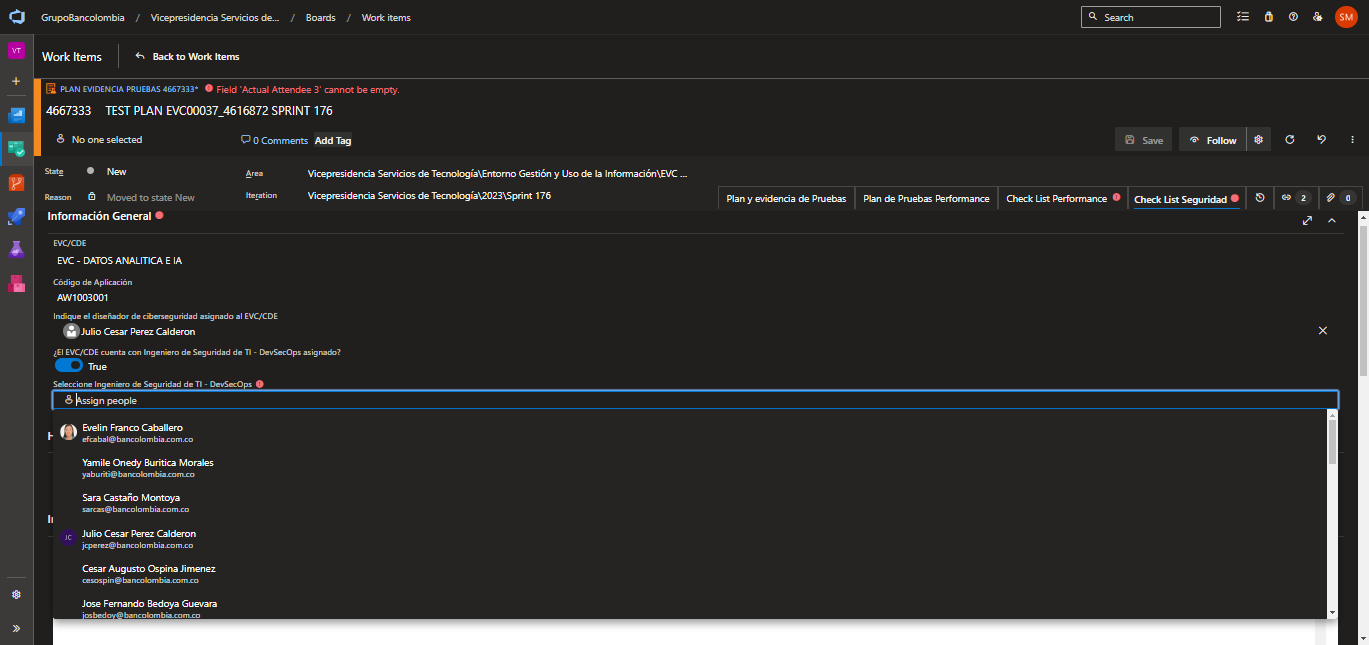 GrupoBancolombia / Vicepresidencia Servicios de... / Boards / Work items
Search
SM
VT
Work Items
Back to Work Items
PLAN EVIDENCIA PRUEBAS 4667333* Field 'Actual Attendee 3' cannot be empty.
4667333 TEST PLAN EVC00037_4616872 SPRINT 176
No one selected
0 Comments
Add Tag
Save
Follow
State New
Area Vicepresidencia Servicios de Tecnología\Entorno Gestión y Uso de la Información\EVC ...
Reason Moved to state New
Iteration Vicepresidencia Servicios de Tecnología\2023\Sprint 176
Plan y evidencia de Pruebas
Plan de Pruebas Performance
Check List Performance
Check List Seguridad
2
0
Información General
EVC/CDE
EVC - DATOS ANALITICA E IA
Código de Aplicación
AW1003001
Indique el diseñador de ciberseguridad asignado al EVC/CDE
Julio Cesar Perez Calderon
¿El EVC/CDE cuenta con Ingeniero de Seguridad de TI - DevSecOps asignado?
True
Seleccione Ingeniero de Seguridad de TI - DevSecOps
Assign people
Evelin Franco Caballero
efcabal@bancolombia.com.co
Yamile Onedy Buritica Morales
yaburiti@bancolombia.com.co
Sara Castaño Montoya
sarcas@bancolombia.com.co
JC
Julio Cesar Perez Calderon
jcperez@bancolombia.com.co
Cesar Augusto Ospina Jimenez
cesospin@bancolombia.com.co
Jose Fernando Bedoya Guevara
josbedoy@bancolombia.com.co